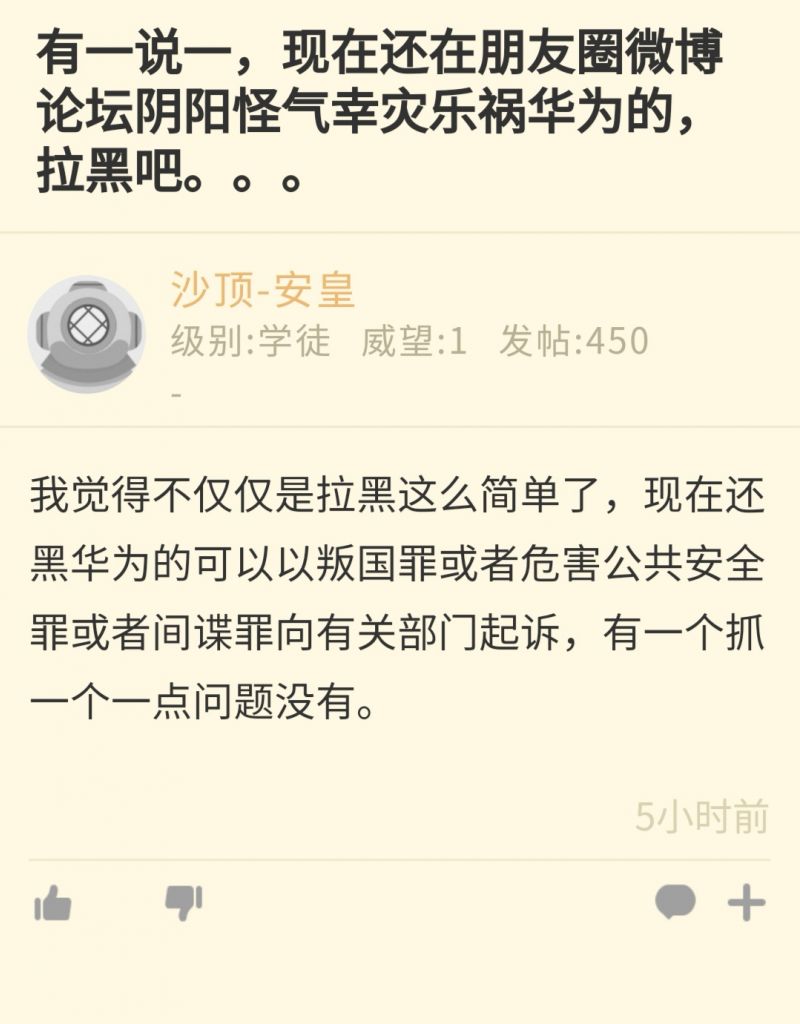 有一说一，现在还在朋友圈微博
论坛阴阳怪气幸灾乐祸华为的，
拉黑吧。。。
沙顶-安皇
级别:学徒 威望:1 发帖:450
-
我觉得不仅仅是拉黑这么简单了，现在还
黑华为的可以以叛国罪或者危害公共安全
罪或者间谍罪向有关部门起诉，有一个抓
一个一点问题没有。
5小时前